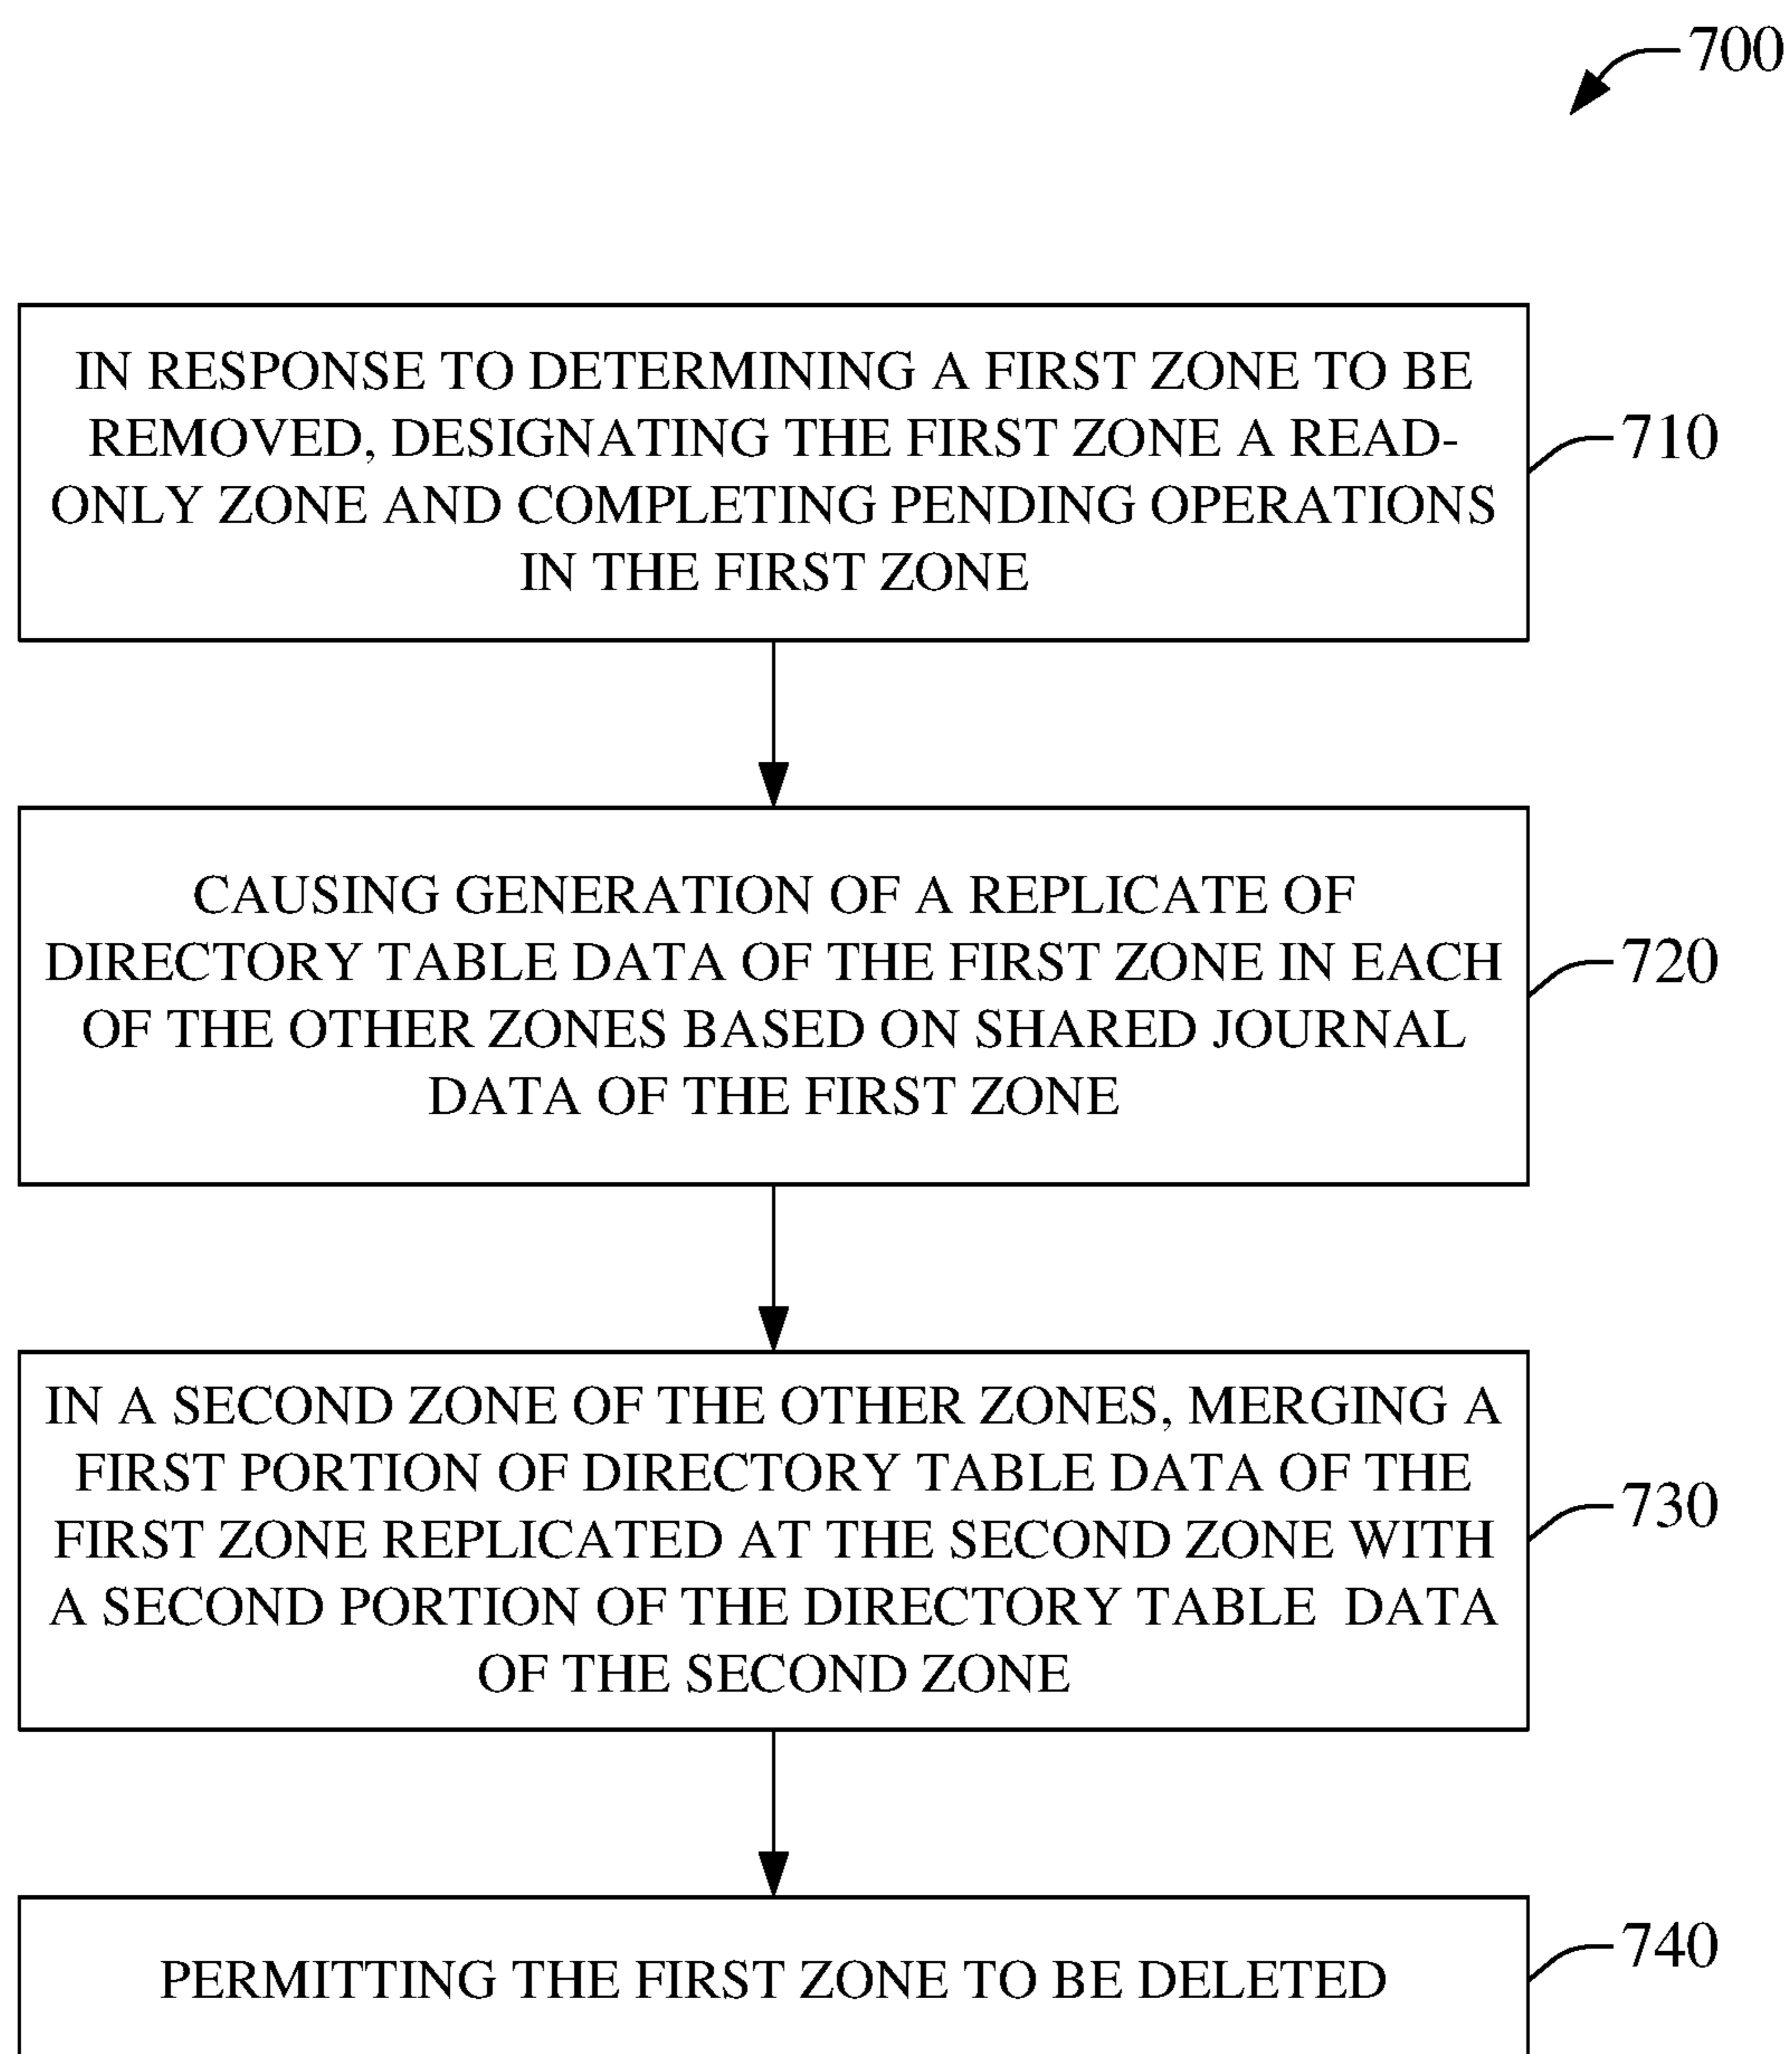 700
IN RESPONSE TO DETERMINING A FIRST ZONE TO BE
REMOVED, DESIGNATING THE FIRST ZONE A READ-
ONLY ZONE AND COMPLETING PENDING OPERATIONS
IN THE FIRST ZONE
710
CAUSING GENERATION OF A REPLICATE OF
DIRECTORY TABLE DATA OF THE FIRST ZONE IN EACH
OF THE OTHER ZONES BASED ON SHARED JOURNAL
DATA OF THE FIRST ZONE
720
IN A SECOND ZONE OF THE OTHER ZONES, MERGING A
FIRST PORTION OF DIRECTORY TABLE DATA OF THE
FIRST ZONE REPLICATED AT THE SECOND ZONE WITH
A SECOND PORTION OF THE DIRECTORY TABLE DATA
OF THE SECOND ZONE
730
PERMITTING THE FIRST ZONE TO BE DELETED
740